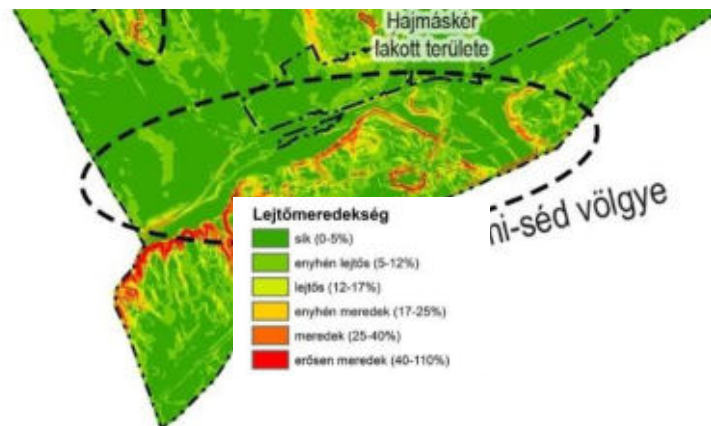 Hajmáskér
lakott területe
ni-séd völgye
Lejtőmeredekség
sík (0-5%)
enyhén lejtős (5-12%)
lejtős (12-17%)
enyhén meredek (17-25%)
meredek (25-40%)
erősen meredek (40-110%)